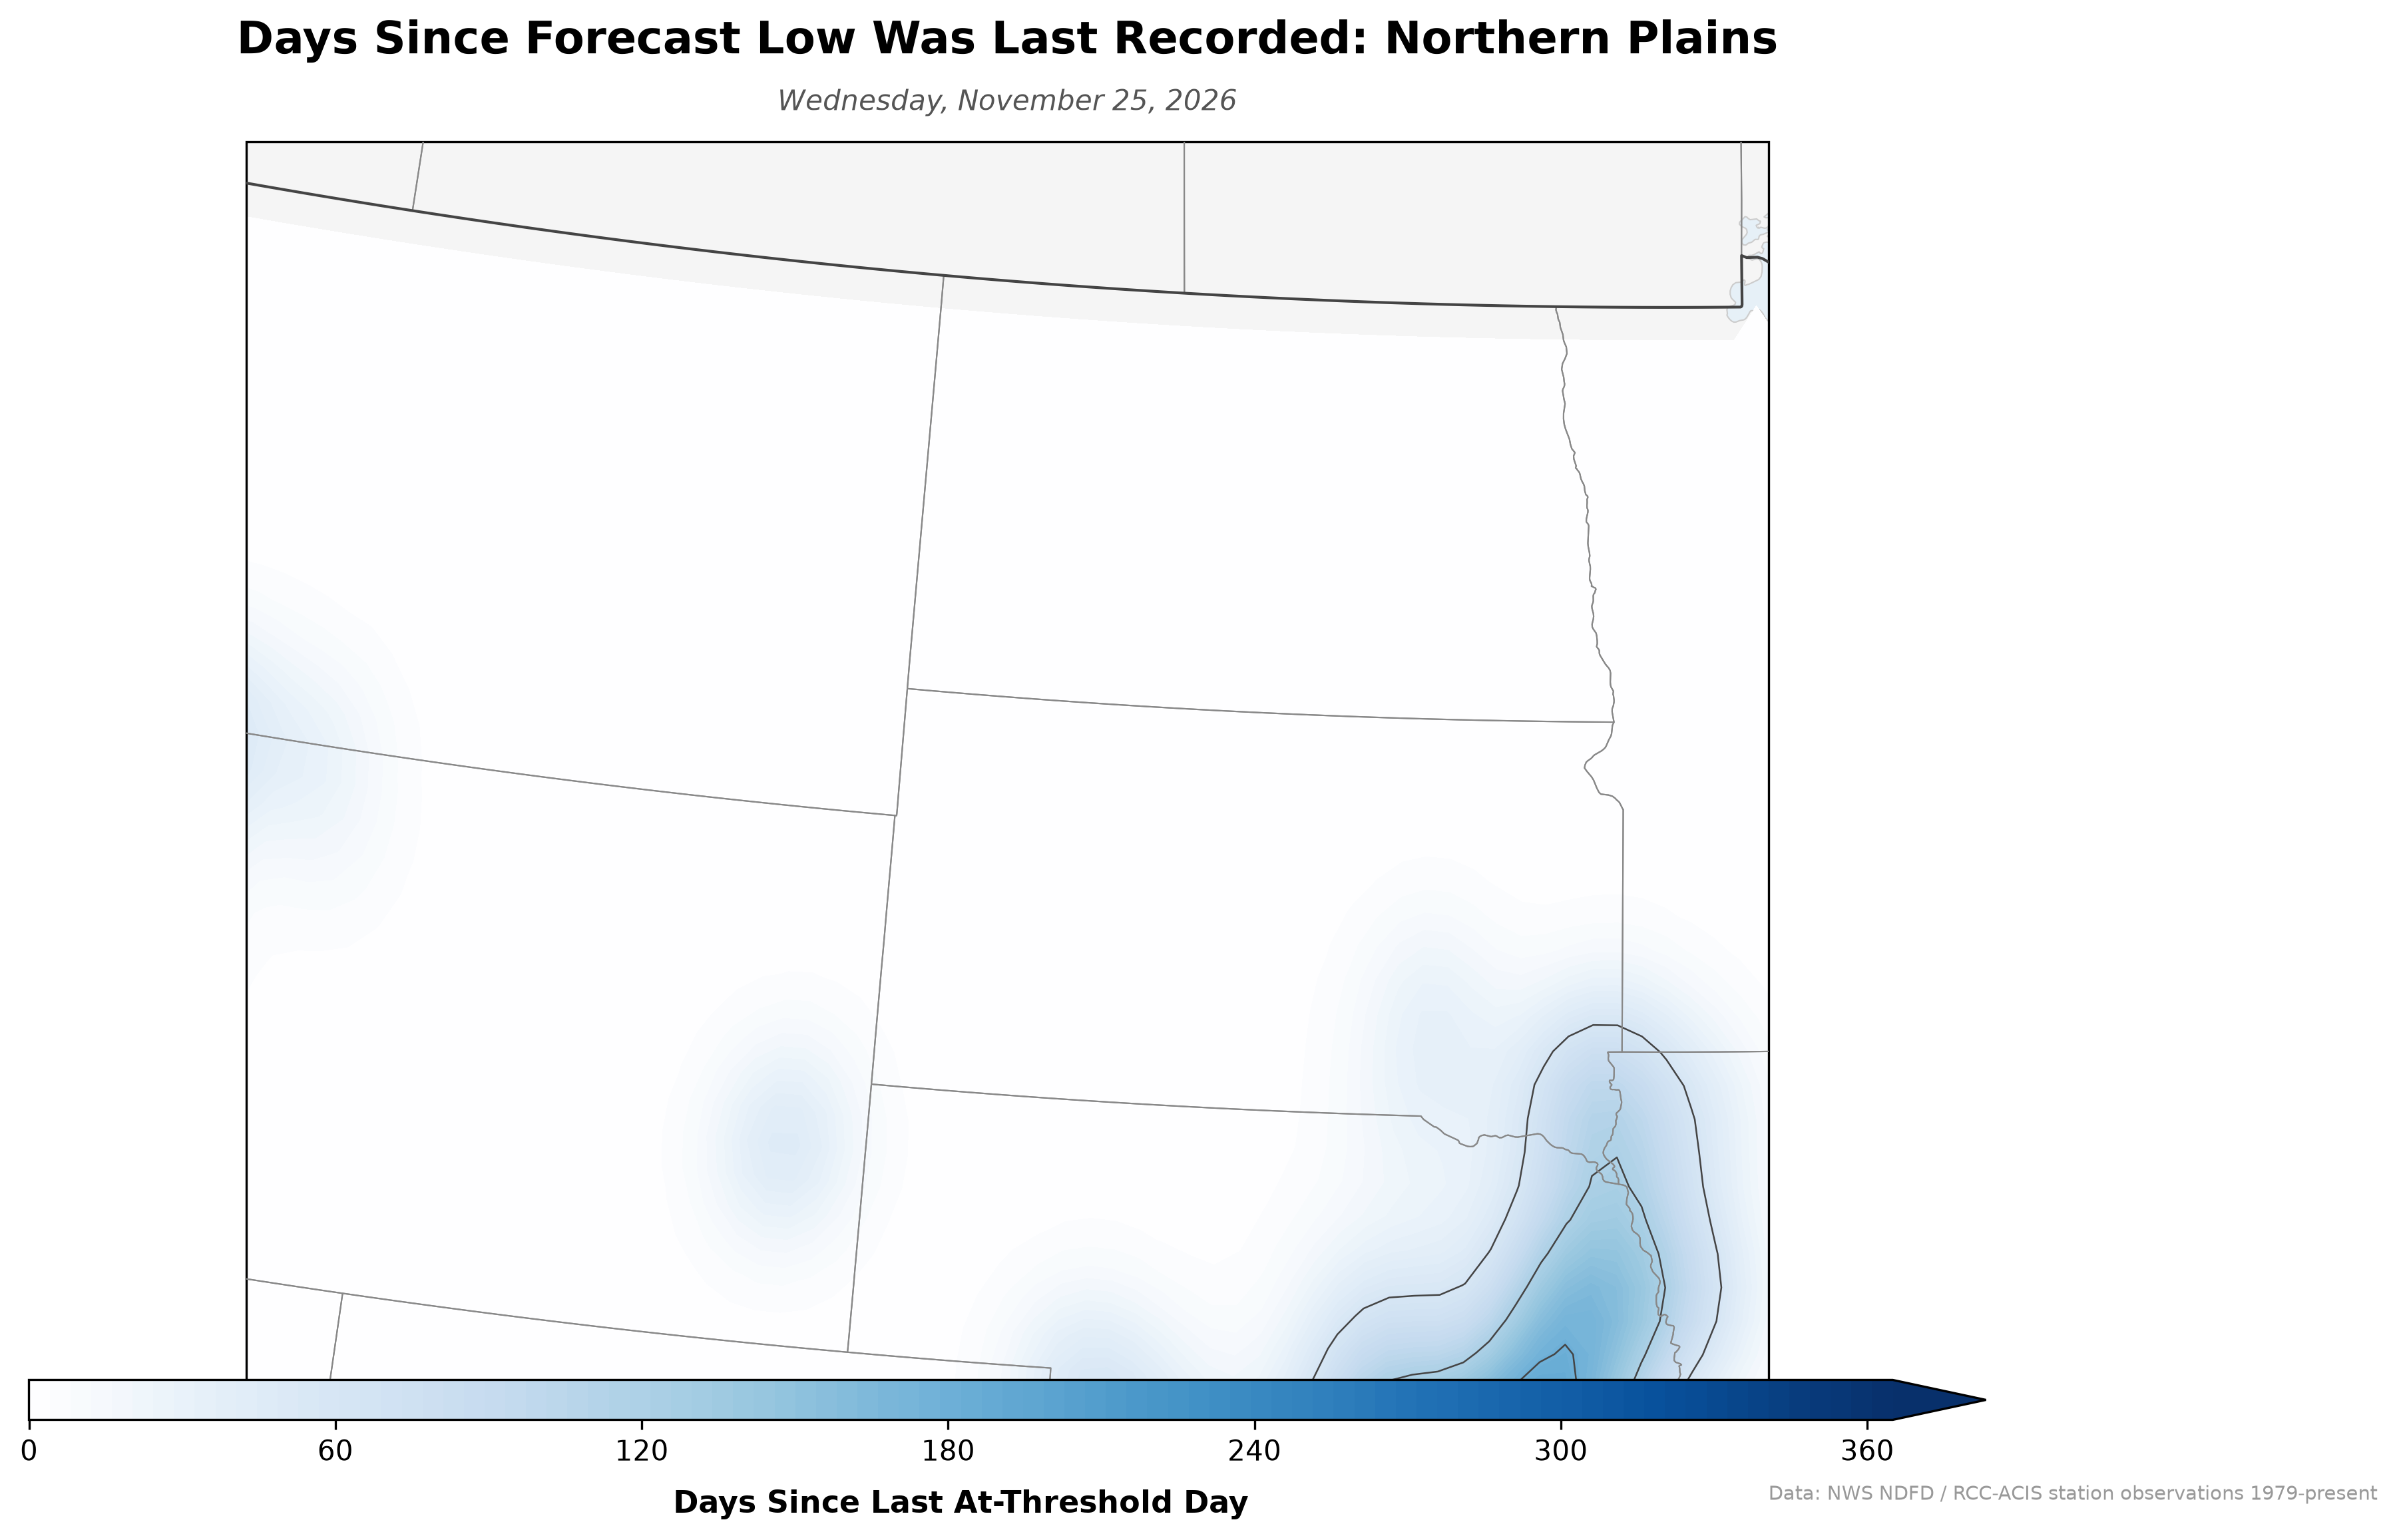 Days Since Forecast Low Was Last Recorded: Northern Plains
Wednesday, November 25, 2026
0 60 120 180 240 300 360
Days Since Last At-Threshold Day
Data: NWS NDFD / RCC-ACIS station observations 1979-present